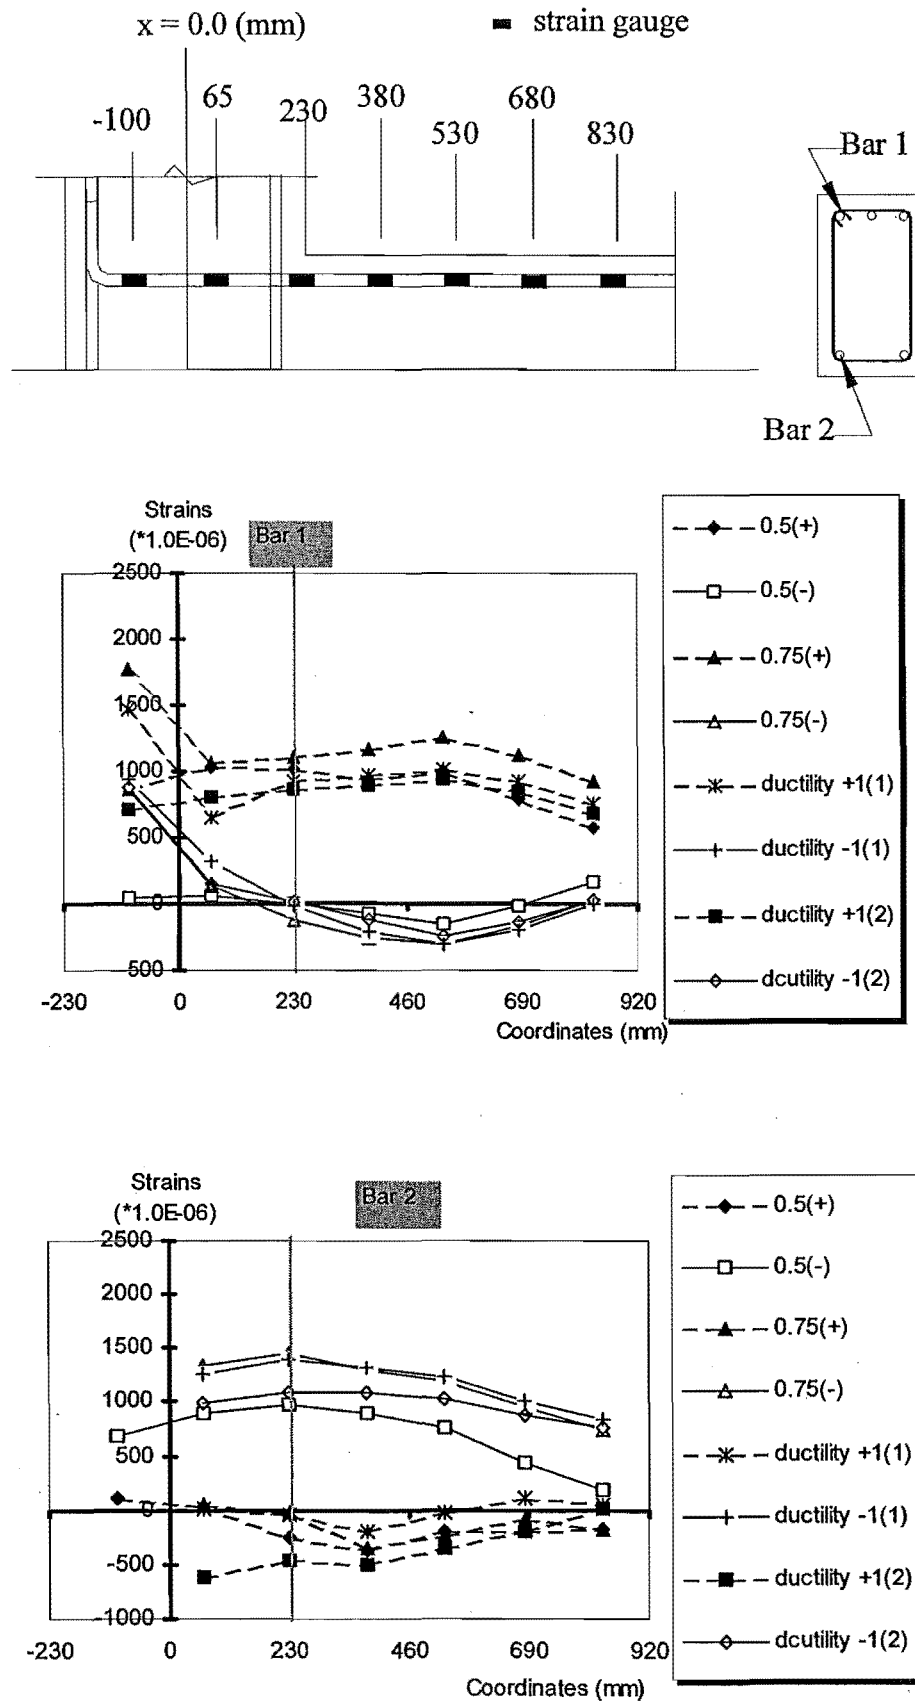 x = 0.0 (mm)
strain gauge
-100
65
230
380
530
680
830
Bar 1
Bar 2
Strains
(*1.0E-06)
Bar 1
2500
2000
1500
1000
500
0
500
-230
0
230
460
690
920
Coordinates (mm)
0.5(+)
0.5(-)
0.75(+)
0.75(-)
ductility +1(1)
ductility -1(1)
ductility +1(2)
dcutility -1(2)
Strains
(*1.0E-06)
Bar 2
2500
2000
1500
1000
500
0
-500
-1000
-230
0
230
460
690
920
Coordinates (mm)
0.5(+)
0.5(-)
0.75(+)
0.75(-)
ductility +1(1)
ductility -1(1)
ductility +1(2)
dcutility -1(2)